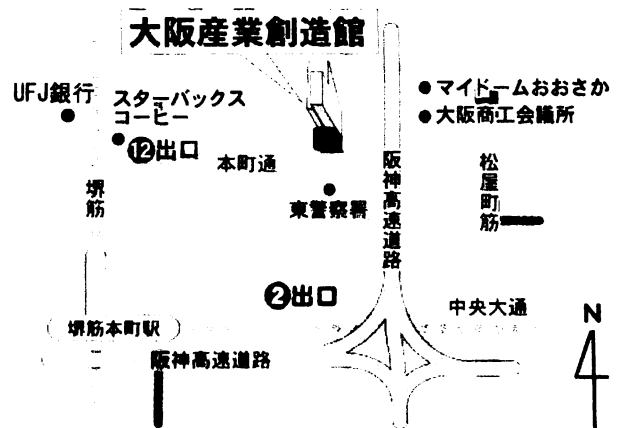 大阪産業創造館
UFJ銀行
スターバックス
コーヒー
⑫出口
本町通
堺筋
東警察署
阪神高速道路
マイドームおおさか
大阪商工会議所
松屋町筋
②出口
中央大通
堺筋本町駅
阪神高速道路
N